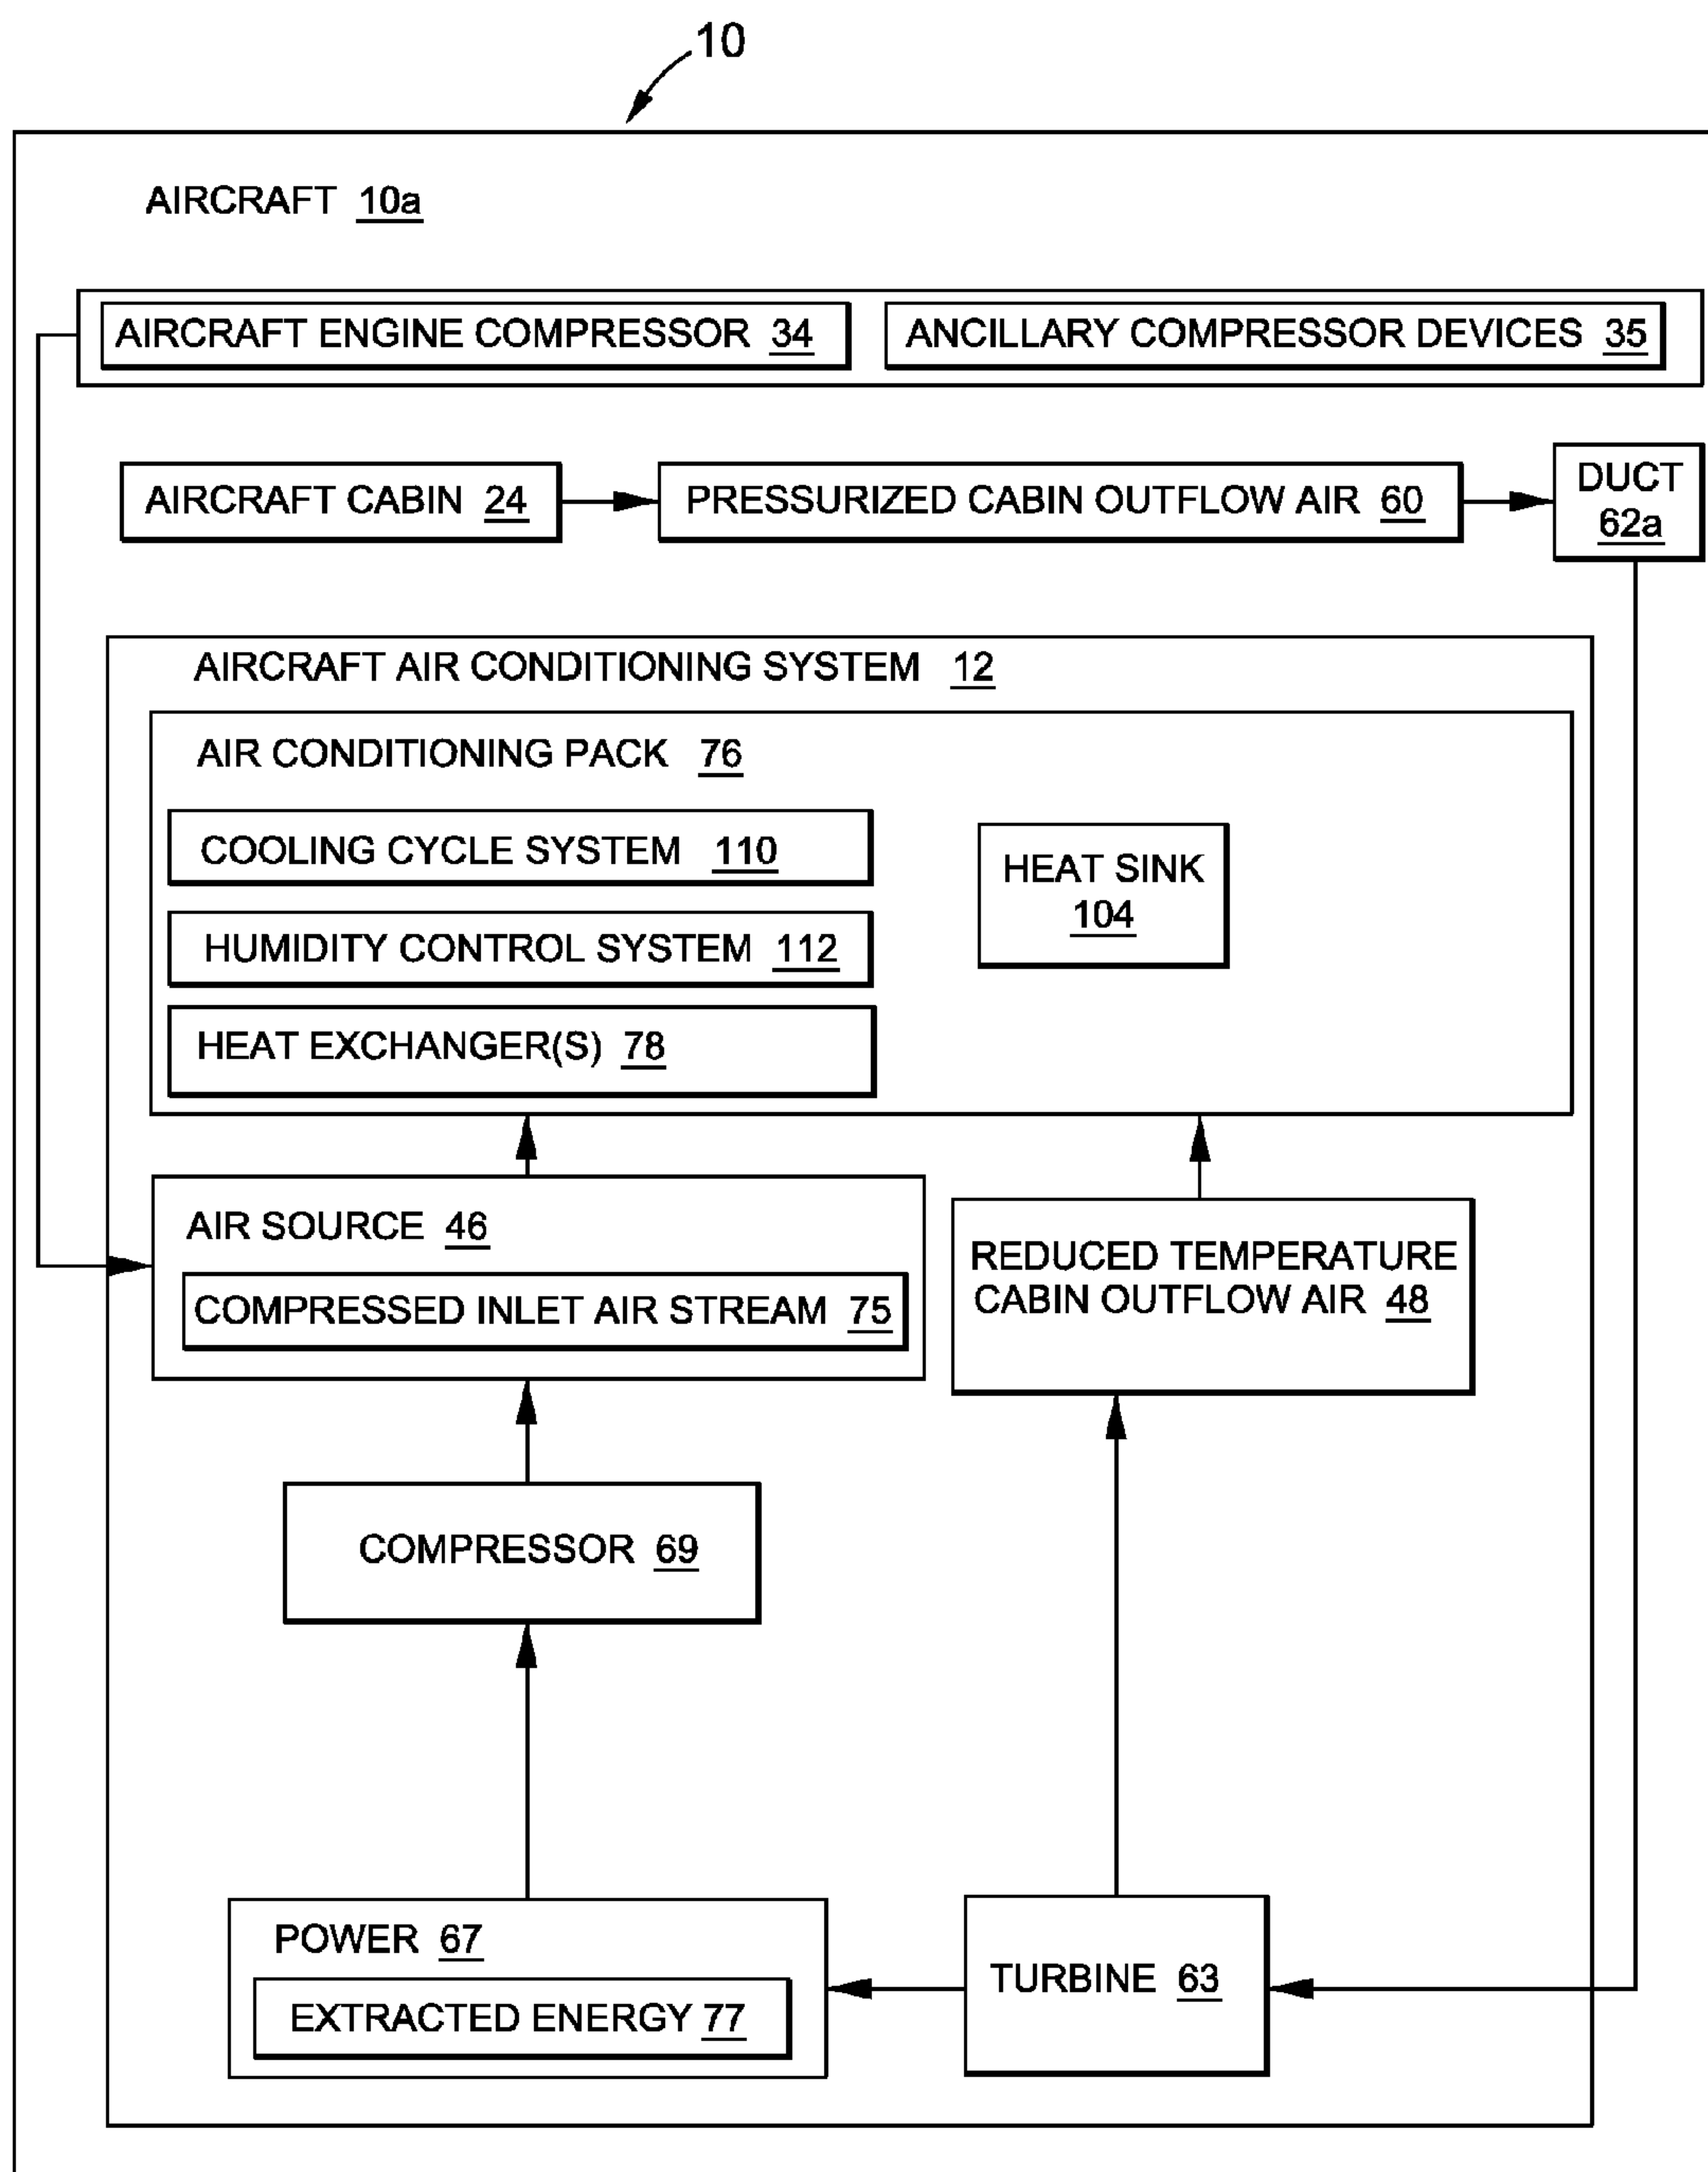 10
AIRCRAFT 10a
AIRCRAFT ENGINE COMPRESSOR 34
ANCILLARY COMPRESSOR DEVICES 35
AIRCRAFT CABIN 24
PRESSURIZED CABIN OUTFLOW AIR 60
DUCT
62a
AIRCRAFT AIR CONDITIONING SYSTEM 12
AIR CONDITIONING PACK 76
COOLING CYCLE SYSTEM 110
HUMIDITY CONTROL SYSTEM 112
HEAT EXCHANGER(S) 78
HEAT SINK
104
AIR SOURCE 46
COMPRESSED INLET AIR STREAM 75
REDUCED TEMPERATURE
CABIN OUTFLOW AIR 48
COMPRESSOR 69
POWER 67
EXTRACTED ENERGY 77
TURBINE 63